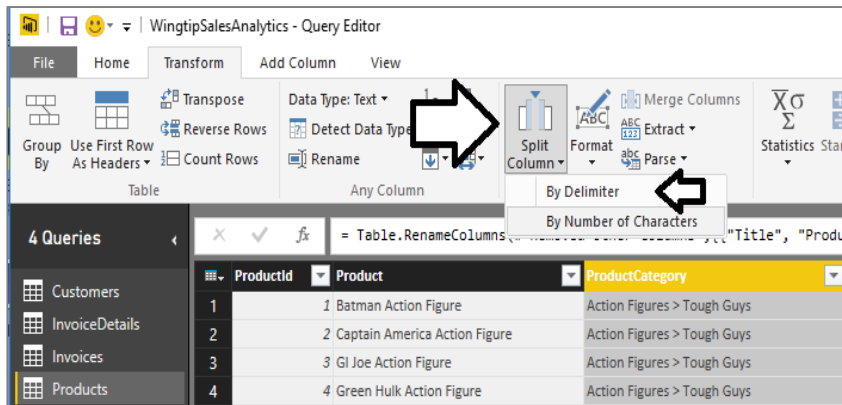 WingtipSalesAnalytics - Query Editor
File Home Transform Add Column View
Transpose Data Type: Text Merge Columns
Group By Use First Row As Headers Reverse Rows Detect Data Type Split Column Format Extract Statistics
Count Rows Rename Parse
Table Any Column
By Delimiter
By Number of Characters
4 Queries fx = Table.RenameColumns( {{"Title", "Produ
ProductId Product ProductCategory
Customers 1 Batman Action Figure Action Figures > Tough Guys
InvoiceDetails 2 Captain America Action Figure Action Figures > Tough Guys
Invoices 3 GI Joe Action Figure Action Figures > Tough Guys
Products 4 Green Hulk Action Figure Action Figures > Tough Guys